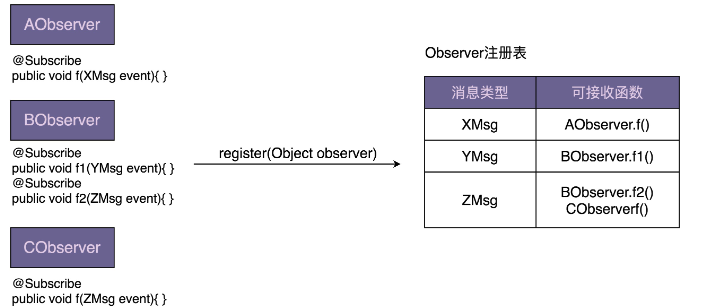 AObserver
@Subscribe
public void f(XMsg event){ }
BObserver
@Subscribe
public void f1(YMsg event){ }
@Subscribe
public void f2(ZMsg event){ }
CObserver
@Subscribe
public void f(ZMsg event){ }
register(Object observer)
Observer注册表
消息类型 可接收函数
XMsg AObserver.f()
YMsg BObserver.f1()
ZMsg BObserver.f2()
CObserverf()